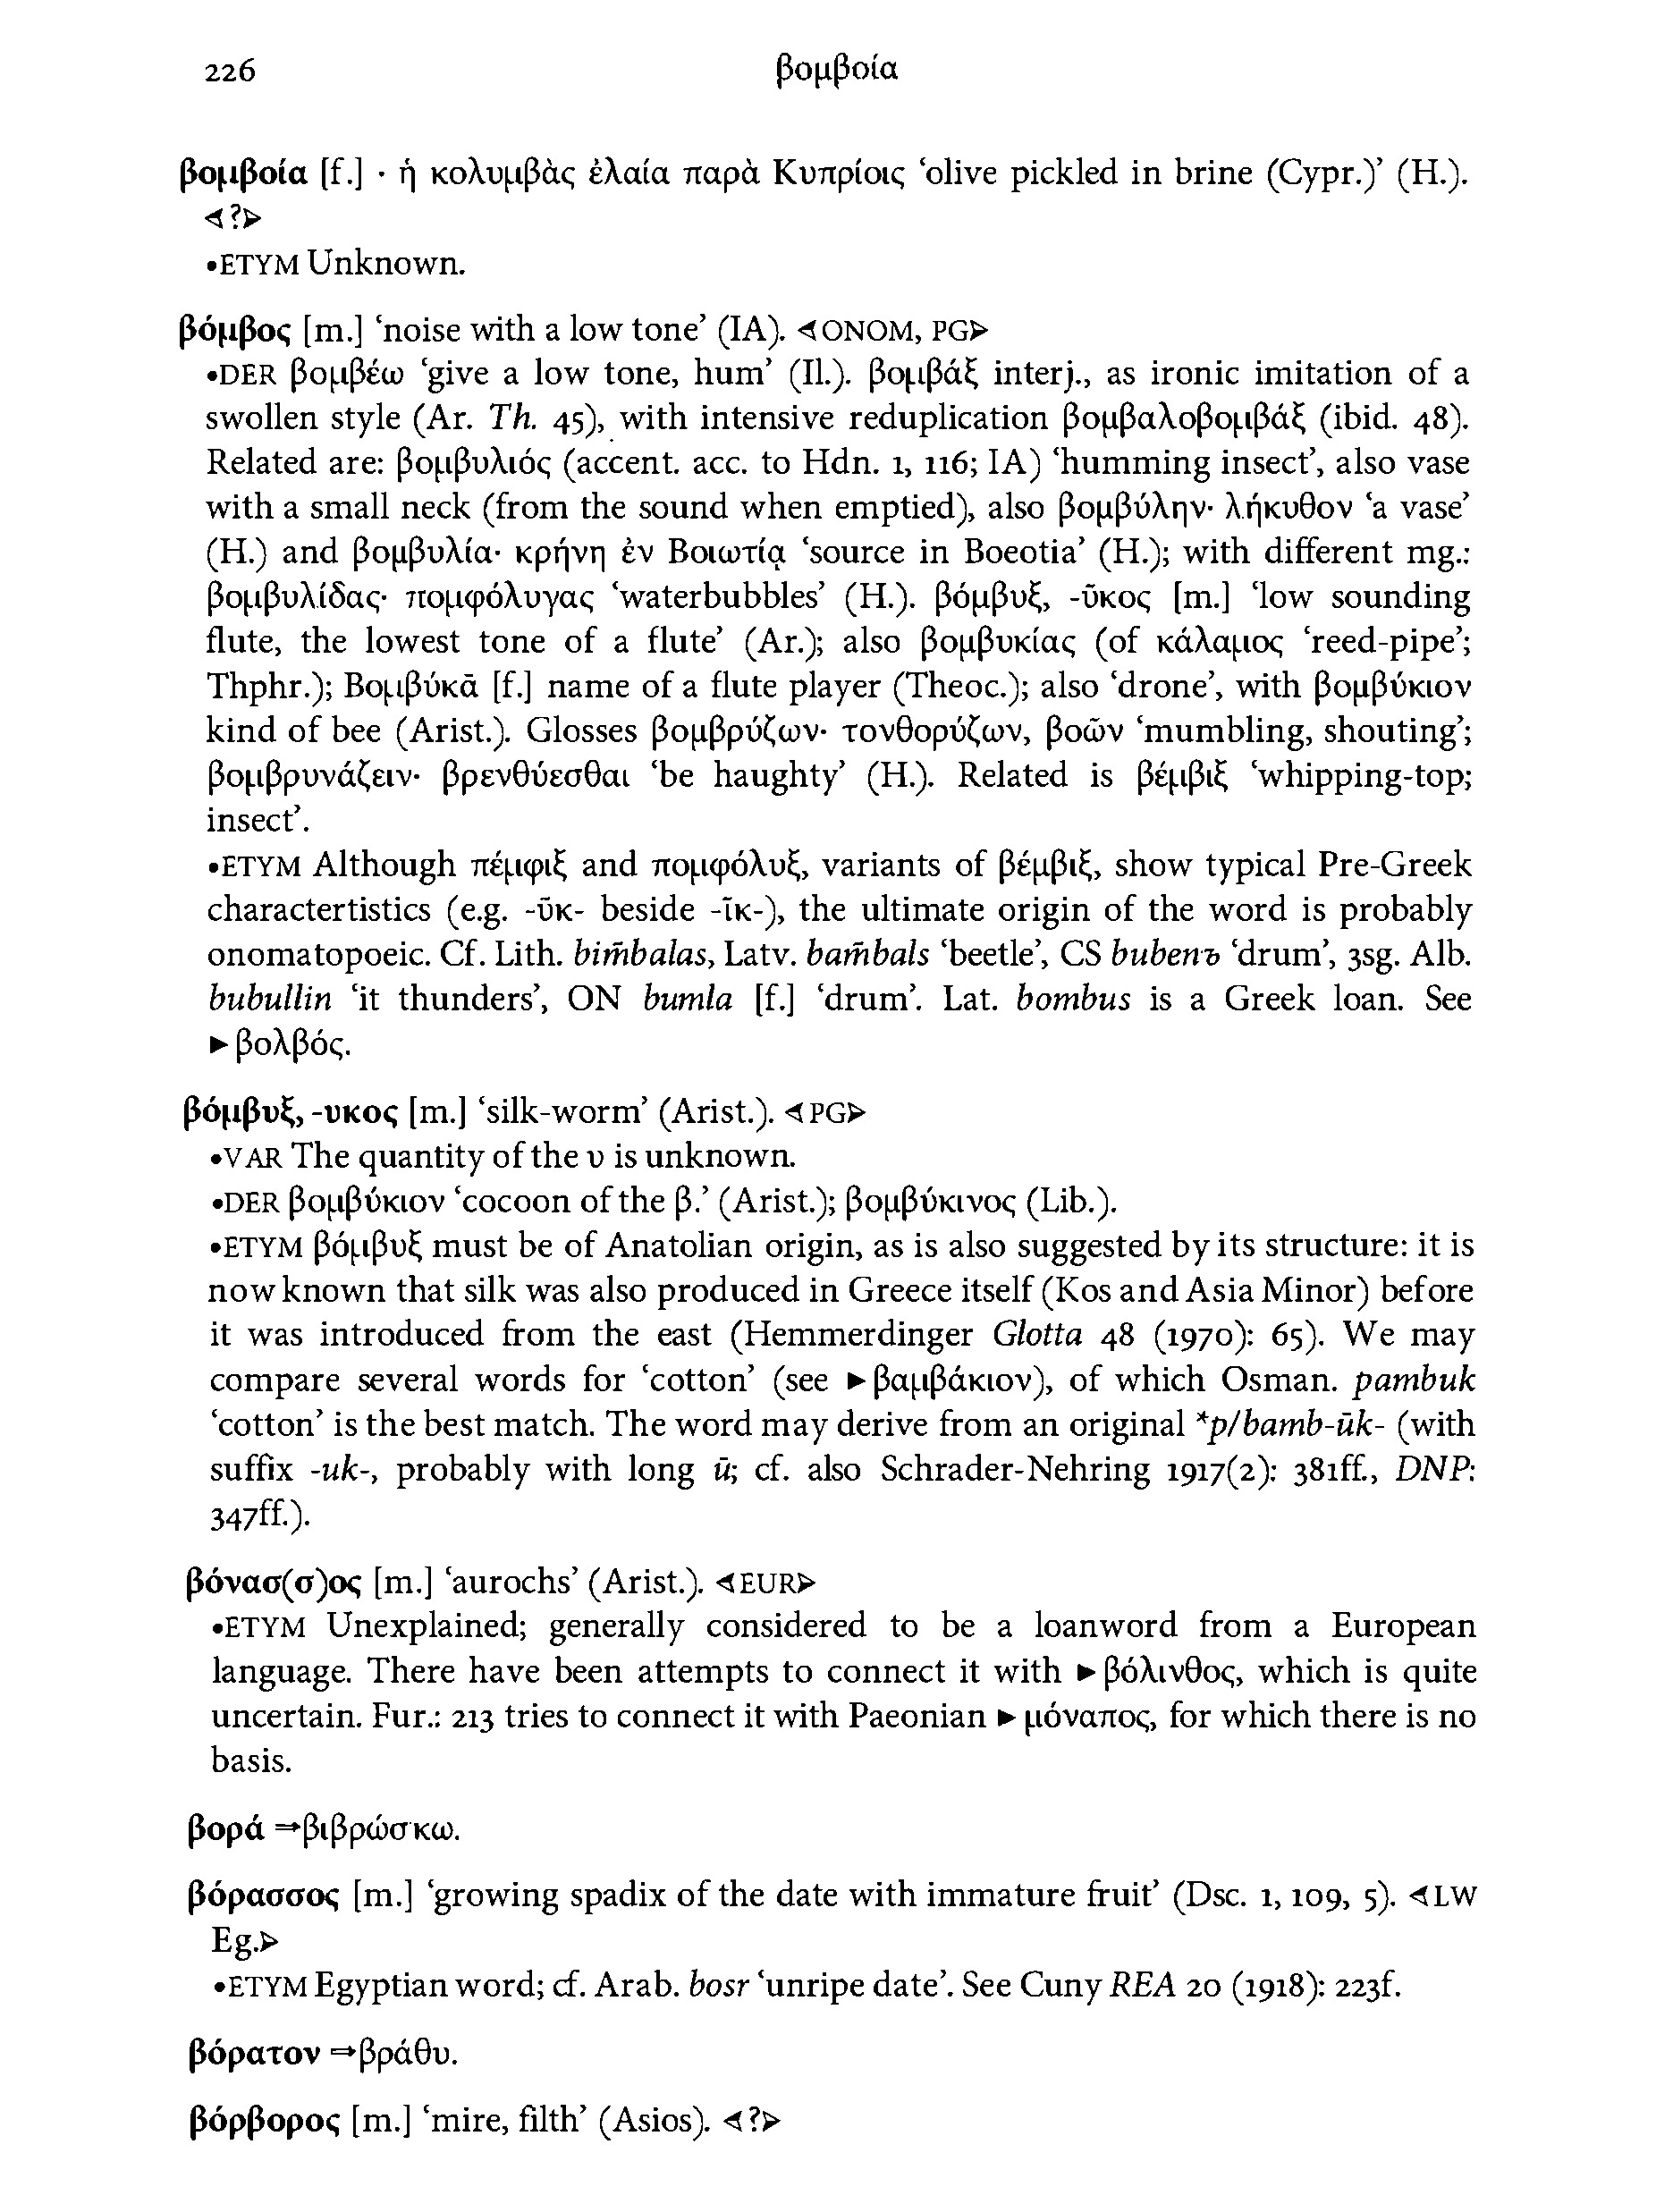 226 βομβοία
βομβοία [f.] · ἡ κολυμβὰς ἐλαία παρὰ Κυπρίοις ‘olive pickled in brine (Cypr.)’ (H.).
⊲?⊳
•ETYM Unknown.
βόμβος [m.] ‘noise with a low tone’ (IA). ⊲ONOM, PG⊳
•DER βομβέω ‘give a low tone, hum’ (Il.). βομβάξ interj., as ironic imitation of a
swollen style (Ar. Th. 45), with intensive reduplication βομβαλοβομβάξ (ibid. 48).
Related are: βομβυλιός (accent. acc. to Hdn. 1, 116; IA) ‘humming insect’, also vase
with a small neck (from the sound when emptied), also βομβύλην· λήκυθον ‘a vase’
(H.) and βομβυλία· κρήνη ἐν Βοιωτίᾳ ‘source in Boeotia’ (H.); with different mg.:
βομβυλίδας· πομφόλυγας ‘waterbubbles’ (H.). βόμβυξ, -ῡκος [m.] ‘low sounding
flute, the lowest tone of a flute’ (Ar.); also βομβυκίας (of κάλαμος ‘reed-pipe’;
Thphr.); Βομβύκᾱ [f.] name of a flute player (Theoc.); also ‘drone’, with βομβύκιον
kind of bee (Arist.). Glosses βομβρύζων· τονθορύζων, βοῶν ‘mumbling, shouting’;
βομβρυνάζειν· βρενθύεσθαι ‘be haughty’ (H.). Related is βέμβιξ ‘whipping-top;
insect’.
•ETYM Although πέμφιξ and πομφόλυξ, variants of βέμβιξ, show typical Pre-Greek
charactertistics (e.g. -ῡκ- beside -ῑκ-), the ultimate origin of the word is probably
onomatopoeic. Cf. Lith. bim̃balas, Latv. bam̃bals ‘beetle’, CS bubenъ ‘drum’, 3sg. Alb.
bubullin ‘it thunders’, ON bumla [f.] ‘drum’. Lat. bombus is a Greek loan. See
►βολβός.
βόμβυξ, -υκος [m.] ‘silk-worm’ (Arist.). ⊲PG⊳
•VAR The quantity of the υ is unknown.
•DER βομβύκιον ‘cocoon of the β.’ (Arist.); βομβύκινος (Lib.).
•ETYM βόμβυξ must be of Anatolian origin, as is also suggested by its structure: it is
now known that silk was also produced in Greece itself (Kos and Asia Minor) before
it was introduced from the east (Hemmerdinger Glotta 48 (1970): 65). We may
compare several words for ‘cotton’ (see ►βαμβάκιον), of which Osman. pambuk
‘cotton’ is the best match. The word may derive from an original *p/bamb-ūk- (with
suffix -uk-, probably with long ū; cf. also Schrader-Nehring 1917(2): 381ff., DNP:
347ff.).
βόνασ(σ)ος [m.] ‘aurochs’ (Arist.). ⊲EUR⊳
•ETYM Unexplained; generally considered to be a loanword from a European
language. There have been attempts to connect it with ►βόλινθος, which is quite
uncertain. Fur.: 213 tries to connect it with Paeonian ►μόναπος, for which there is no
basis.
βορά ⇒βιβρώσκω.
βόρασσος [m.] ‘growing spadix of the date with immature fruit’ (Dsc. 1, 109, 5). ⊲LW
Eg.⊳
•ETYM Egyptian word; cf. Arab. bosr ‘unripe date’. See Cuny REA 20 (1918): 223f.
βόρατον ⇒βράθυ.
βόρβορος [m.] ‘mire, filth’ (Asios). ⊲?⊳